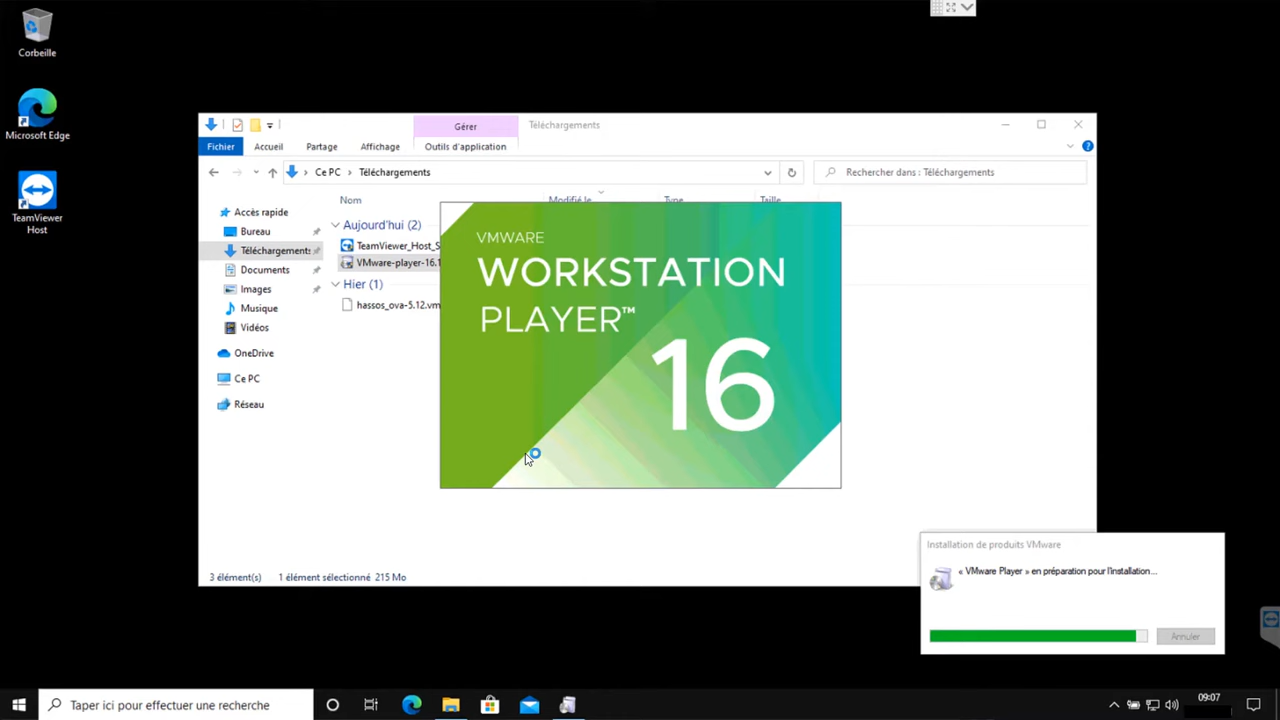 Corbeille
Microsoft Edge
TeamViewer
Host
Gérer
Téléchargements
Fichier
Accueil
Partage
Affichage
Outils d'application
Ce PC
Téléchargements
Rechercher dans : Téléchargements
Nom
Modifié le
Type
Taille
Accès rapide
Bureau
Téléchargements
Documents
Images
Musique
Vidéos
OneDrive
Ce PC
Réseau
Aujourd'hui (2)
TeamViewer_Host_S
VMware-player-16.1
Hier (1)
hassos_ova-5.12.vm
VMWARE
WORKSTATION
PLAYER™
16
3 élément(s)
1 élément sélectionné 215 Mo
Installation de produits VMware
« VMware Player » en préparation pour l'installation...
Annuler
Taper ici pour effectuer une recherche
09:07